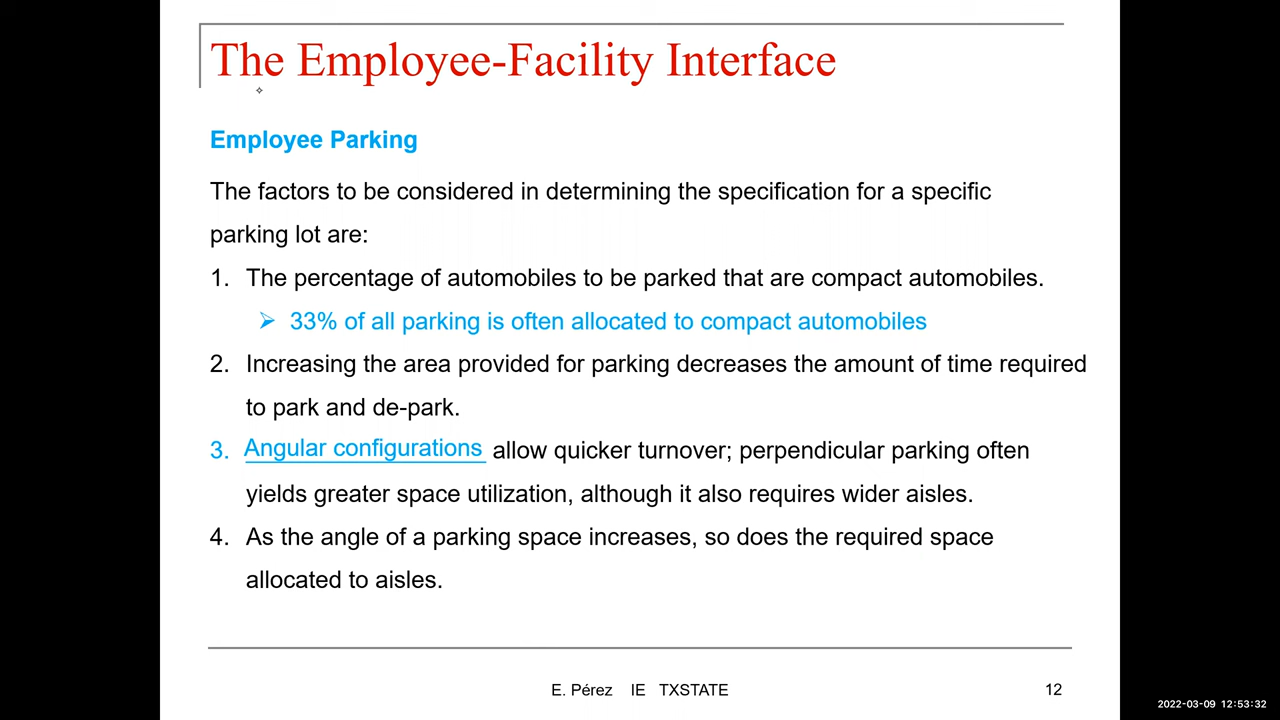 The Employee-Facility Interface
Employee Parking
The factors to be considered in determining the specification for a specific
parking lot are:
1. The percentage of automobiles to be parked that are compact automobiles.
➢ 33% of all parking is often allocated to compact automobiles
2. Increasing the area provided for parking decreases the amount of time required
to park and de-park.
3. Angular configurations allow quicker turnover; perpendicular parking often
yields greater space utilization, although it also requires wider aisles.
4. As the angle of a parking space increases, so does the required space
allocated to aisles.
E. Pérez IE TXSTATE 12
2022-03-09 12:53:32